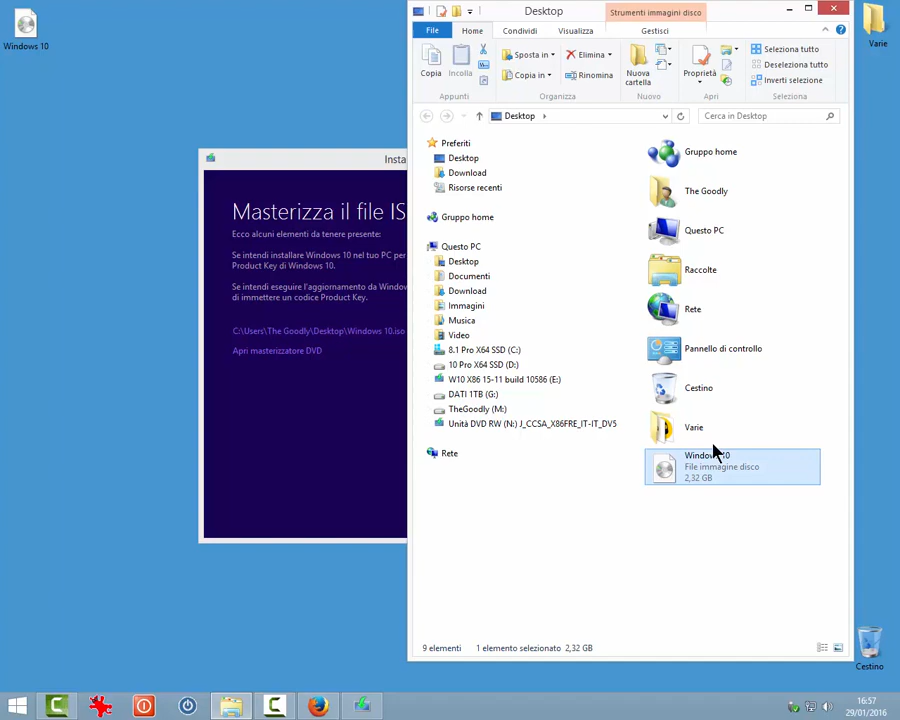 Windows 10
Desktop
Strumenti immagini disco
Varie
File
Home
Condividi
Visualizza
Gestisci
Copia
Incolla
Sposta in
Copia in
Elimina
Rinomina
Nuova
cartella
Proprietà
Seleziona tutto
Deseleziona tutto
Inverti selezione
Appunti
Organizza
Nuovo
Apri
Seleziona
Desktop
Cerca in Desktop
Preferiti
Desktop
Download
Risorse recenti
Gruppo home
Questo PC
Desktop
Documenti
Download
Immagini
Musica
Video
8.1 Pro X64 SSD (C:)
10 Pro X64 SSD (D:)
W10 X86 15-11 build 10586 (E:)
DATI 1TB (G:)
TheGoodly (M:)
Unità DVD RW (N:) J_CCSA_X86FRE_IT-IT_DV5
Rete
Gruppo home
The Goodly
Questo PC
Raccolte
Rete
Pannello di controllo
Cestino
Varie
File immagine disco
2,32 GB
9 elementi
1 elemento selezionato 2,32 GB
Insta
Masterizza il file IS
Ecco alcuni elementi da tenere presente:
Se intendi installare Windows 10 nel tuo PC per
Product Key di Windows 10.
Se intendi eseguire l'aggiornamento da Window
di immettere un codice Product Key.
C:\Users\The Goodly\Desktop\Windows 10.iso
Apri masterizzatore DVD
Cestino
16:57
29/01/2016